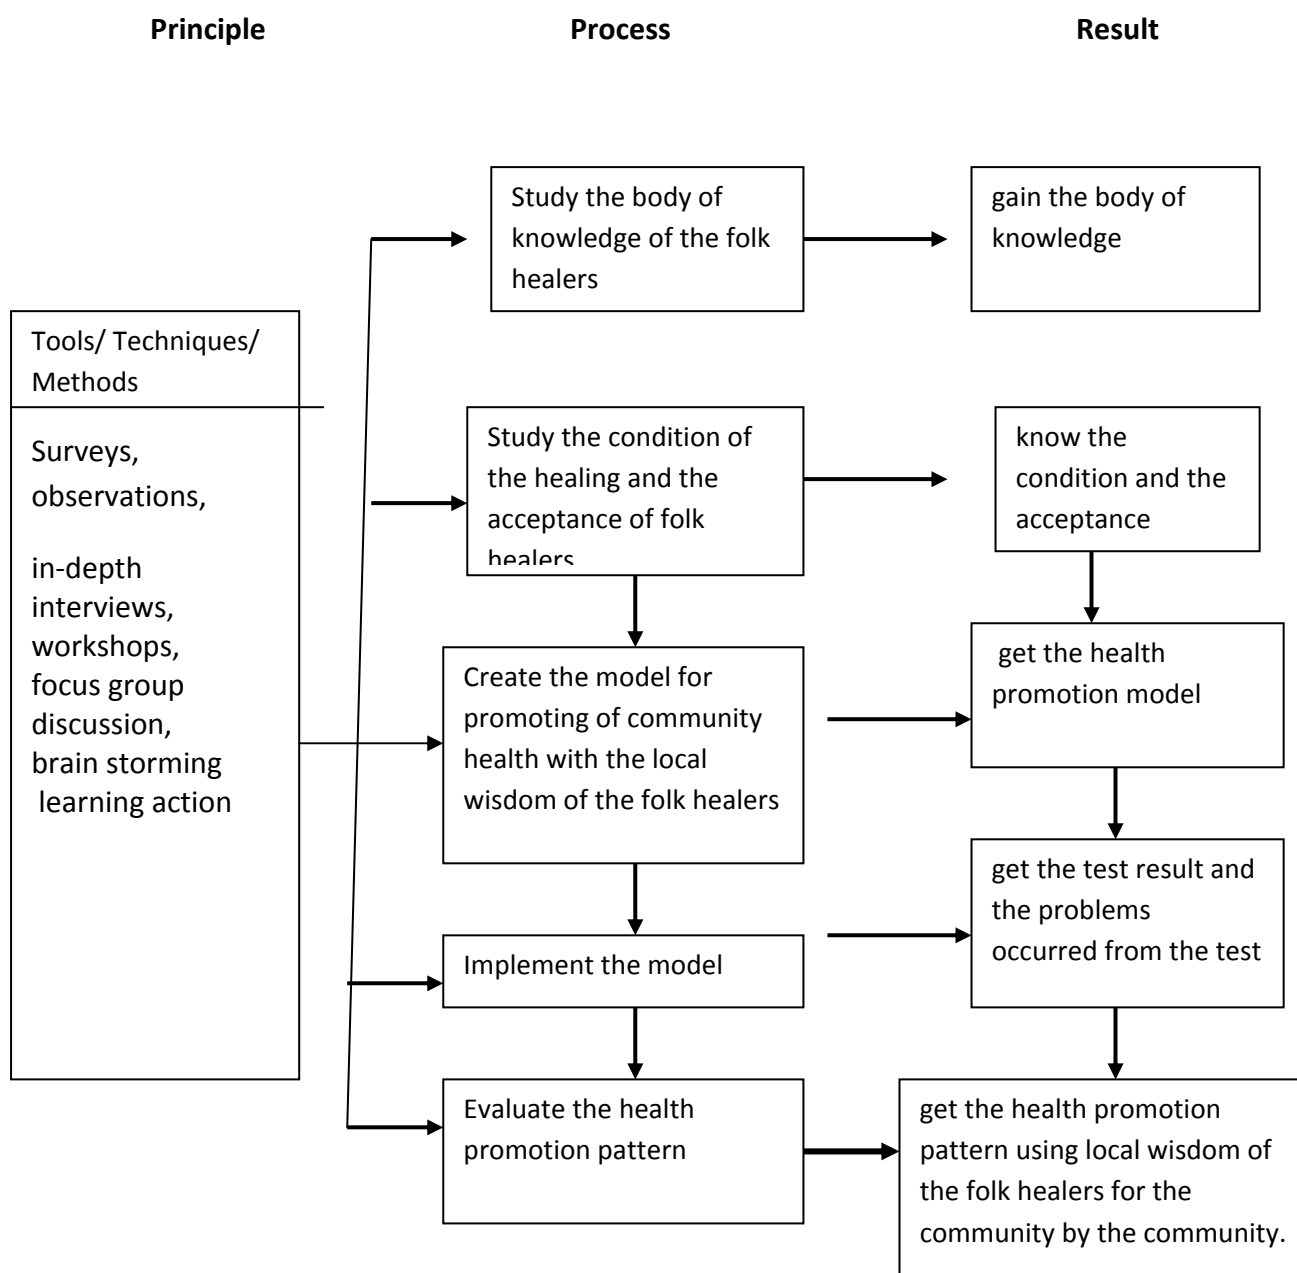 Principle
Process
Result
Study the body of
knowledge of the folk
healers
gain the body of
knowledge
Tools/ Techniques/
Methods
Surveys,
observations,
in-depth
interviews,
workshops,
focus group
discussion,
brain storming
learning action
Study the condition of
the healing and the
acceptance of folk
healers
know the
condition and the
acceptance
Create the model for
promoting of community
health with the local
wisdom of the folk healers
get the health
promotion model
Implement the model
get the test result and
the problems
occurred from the test
Evaluate the health
promotion pattern
get the health promotion
pattern using local wisdom of
the folk healers for the
community by the community.